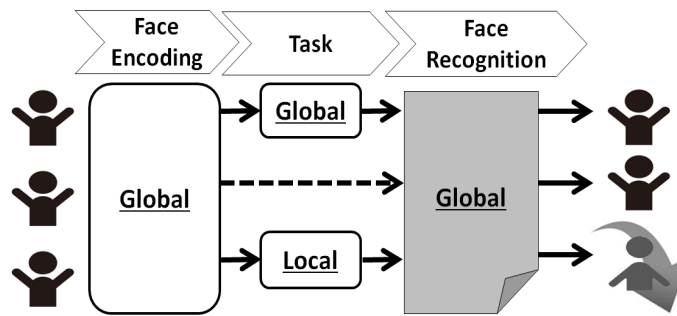 Face
Encoding
Task
Face
Recognition
Global
Global
Global
Local